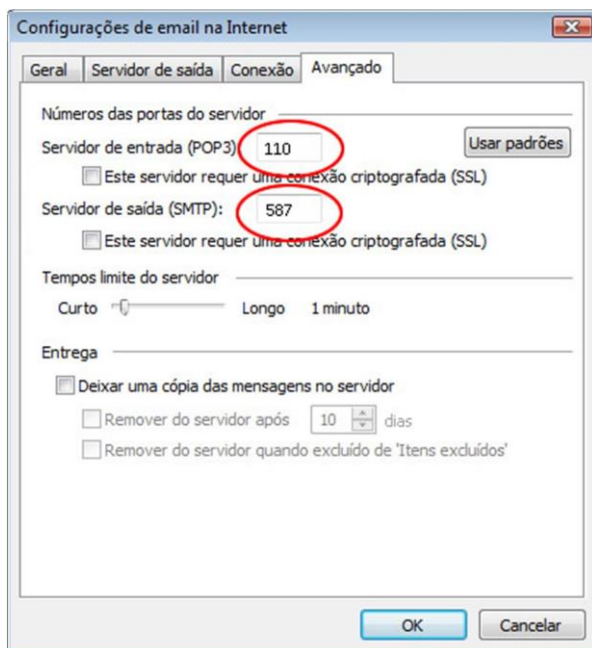 Configurações de email na Internet
Geral Servidor de saída Conexão Avançado
Números das portas do servidor
Servidor de entrada (POP3) 110 Usar padrões
Este servidor requer uma conexão criptografada (SSL)
Servidor de saída (SMTP): 587
Este servidor requer uma conexão criptografada (SSL)
Tempos limite do servidor
Curto Longo 1 minuto
Entrega
Deixar uma cópia das mensagens no servidor
Remover do servidor após 10 dias
Remover do servidor quando excluído de 'Itens excluídos'
OK Cancelar